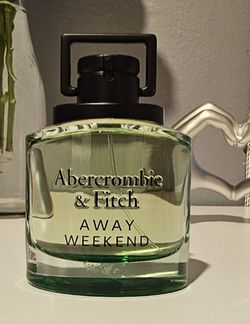 Abercrombie
& Fitch
AWAY
WEEKEND